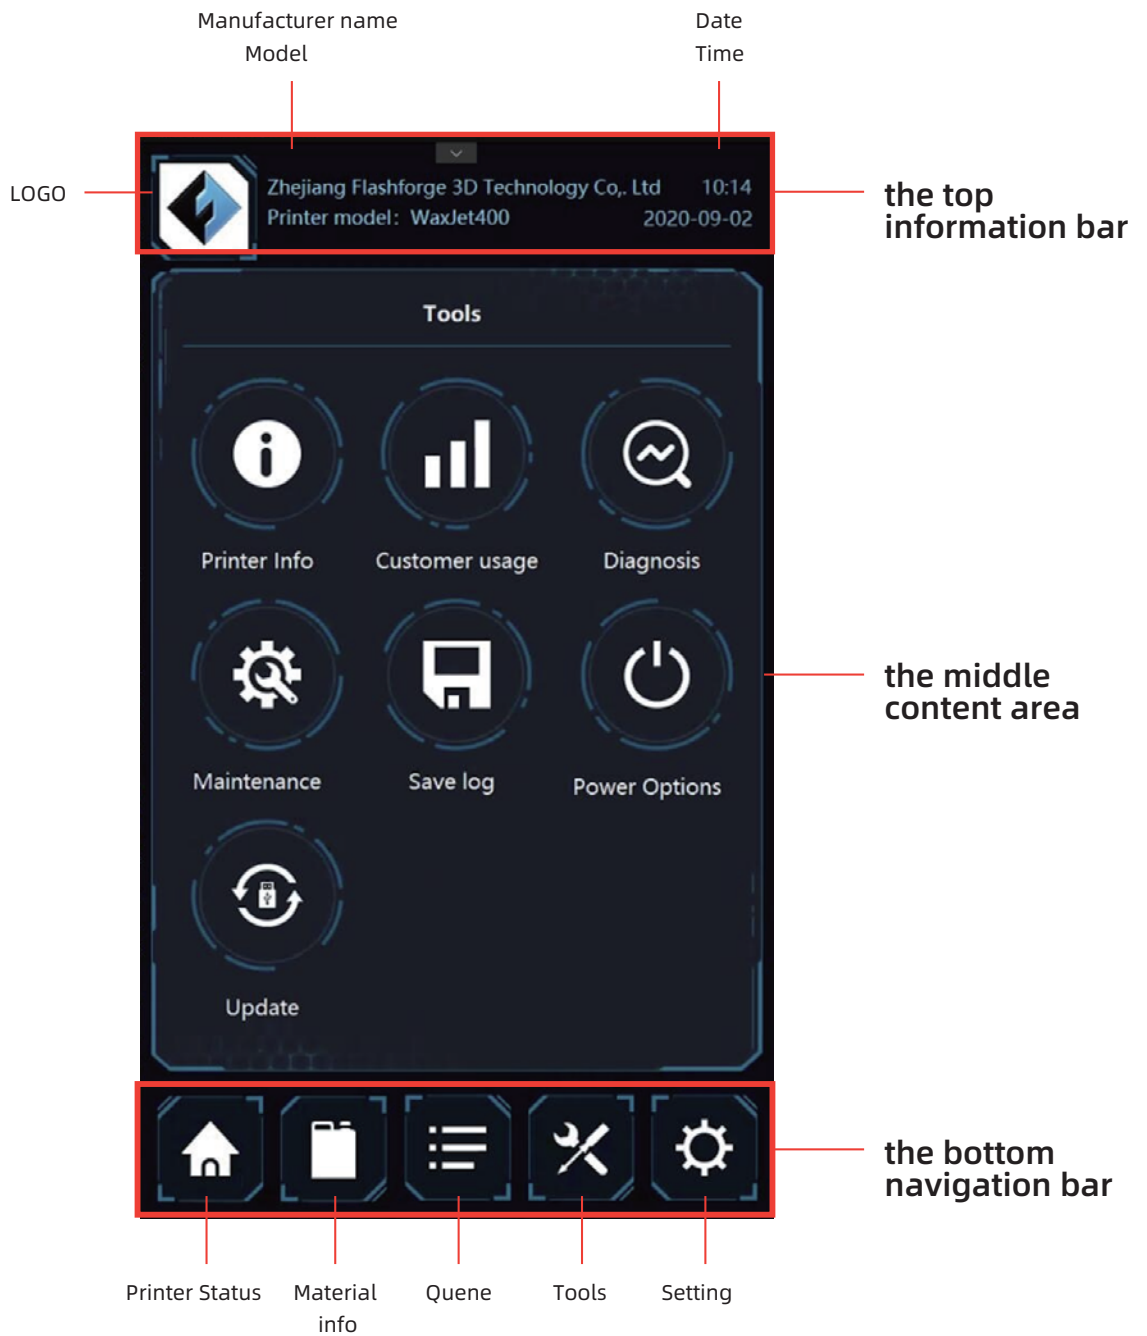 Manufacturer name
Model
Date
Time
LOGO
Zhejiang Flashforge 3D Technology Co,. Ltd 10:14
Printer model: WaxJet400 2020-09-02
the top
information bar
Tools
Printer Info Customer usage Diagnosis
Maintenance Save log Power Options
the middle
content area
Update
the bottom
navigation bar
Printer Status
Material
info
Quene
Tools
Setting